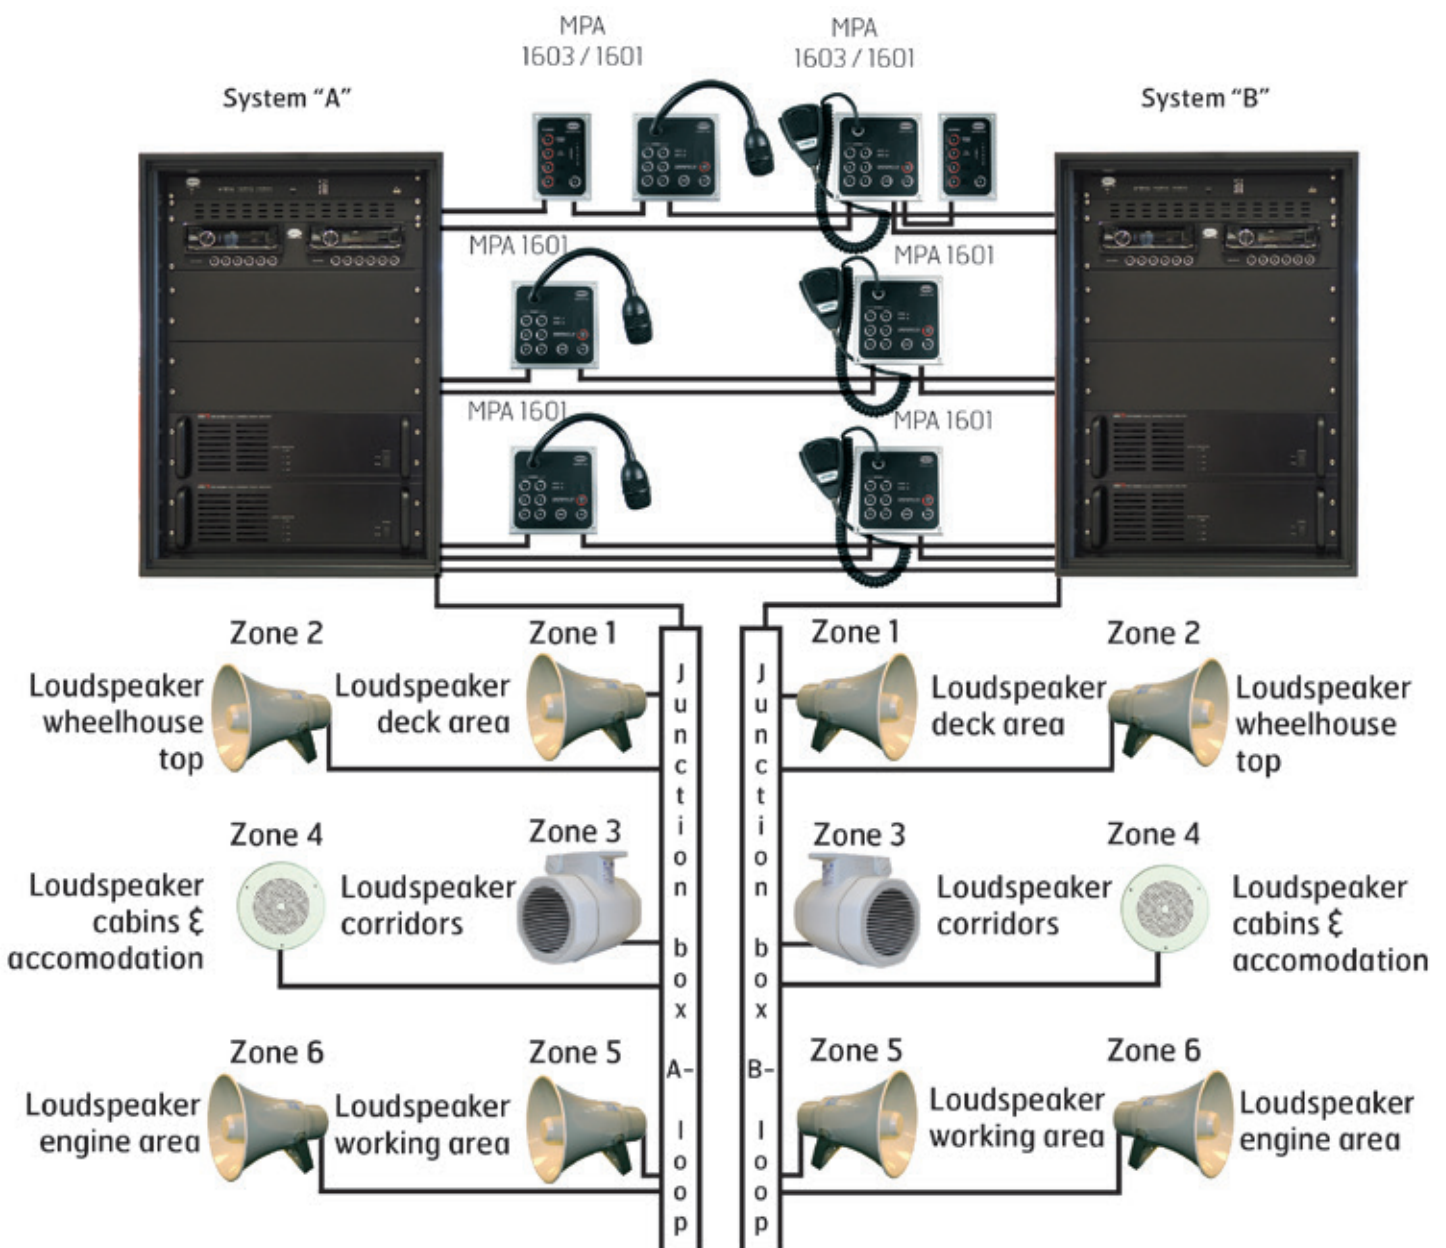 MPA
1603 / 1601
MPA
1603 / 1601
System “A”
System “B”
MPA 1601
MPA 1601
MPA 1601
MPA 1601
Zone 2
Zone 1
Zone 1
Zone 2
Loudspeaker
wheelhouse
top
Loudspeaker
deck area
Loudspeaker
deck area
Loudspeaker
wheelhouse
top
Zone 4
Zone 3
Zone 3
Zone 4
Loudspeaker
cabins &
accomodation
Loudspeaker
corridors
Loudspeaker
corridors
Loudspeaker
cabins &
accomodation
Zone 6
Zone 5
Zone 5
Zone 6
Loudspeaker
engine area
Loudspeaker
working area
Loudspeaker
working area
Loudspeaker
engine area
Junction box A- loop
Junction box B- loop